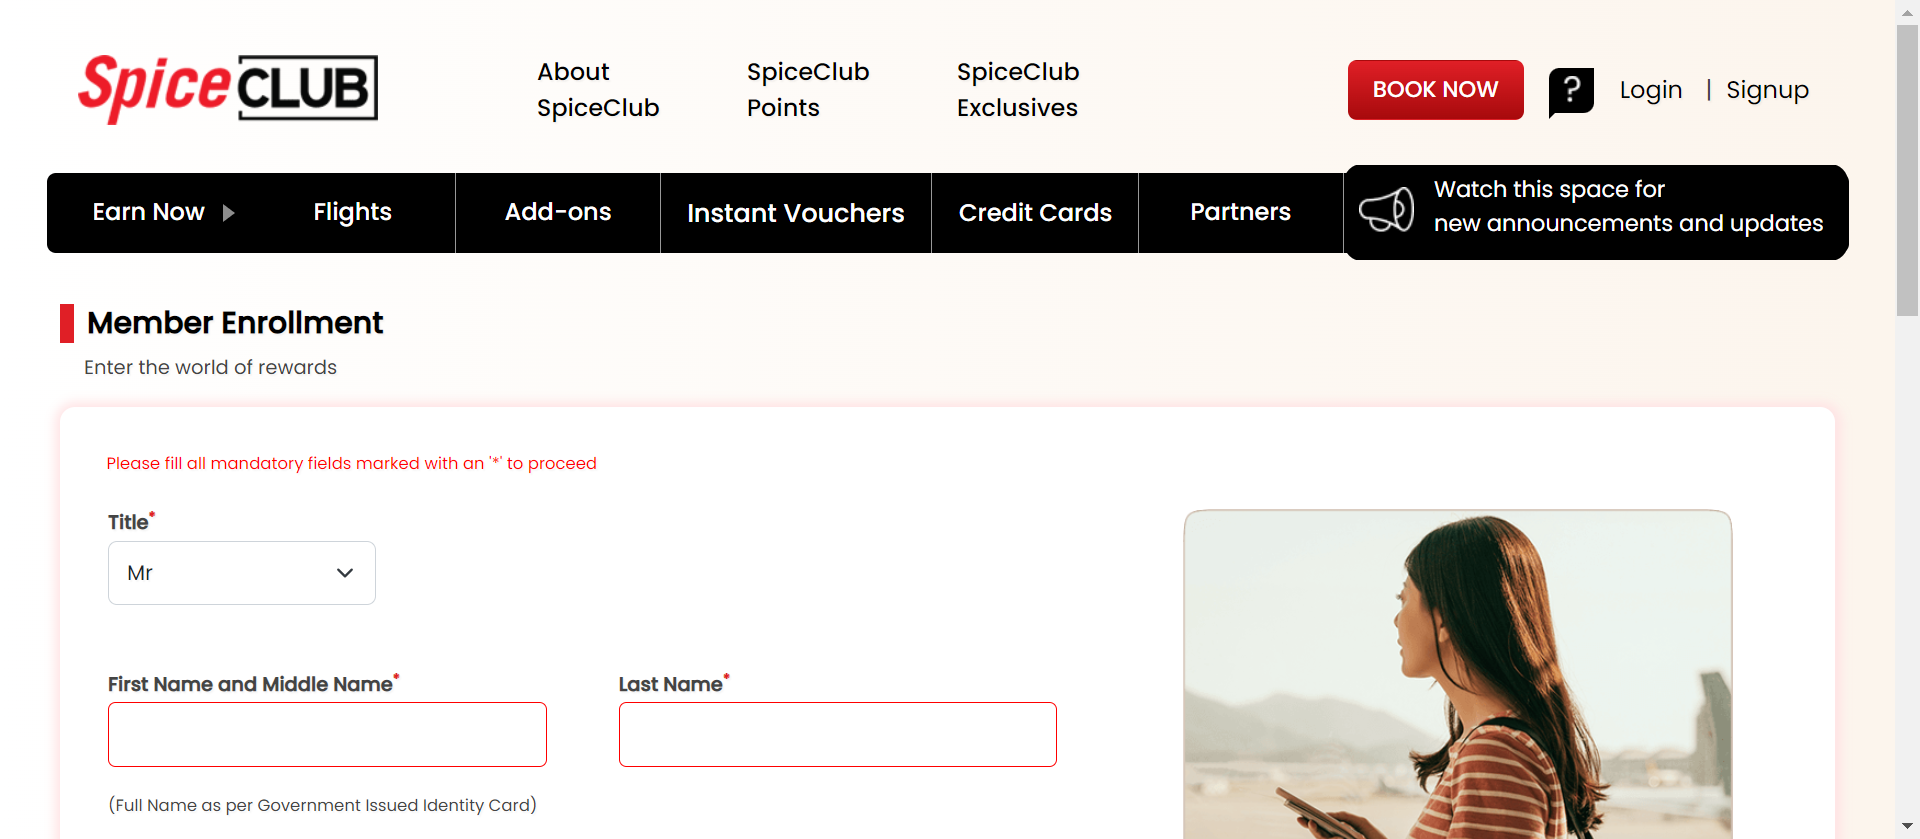 SpiceCLUB
About
SpiceClub
SpiceClub
Points
SpiceClub
Exclusives
BOOK NOW
?
Login | Signup
Earn Now
Flights
Add-ons
Instant Vouchers
Credit Cards
Partners
Watch this space for
new announcements and updates
Member Enrollment
Enter the world of rewards
Please fill all mandatory fields marked with an '*' to proceed
Title*
Mr
First Name and Middle Name*
Last Name*
(Full Name as per Government Issued Identity Card)